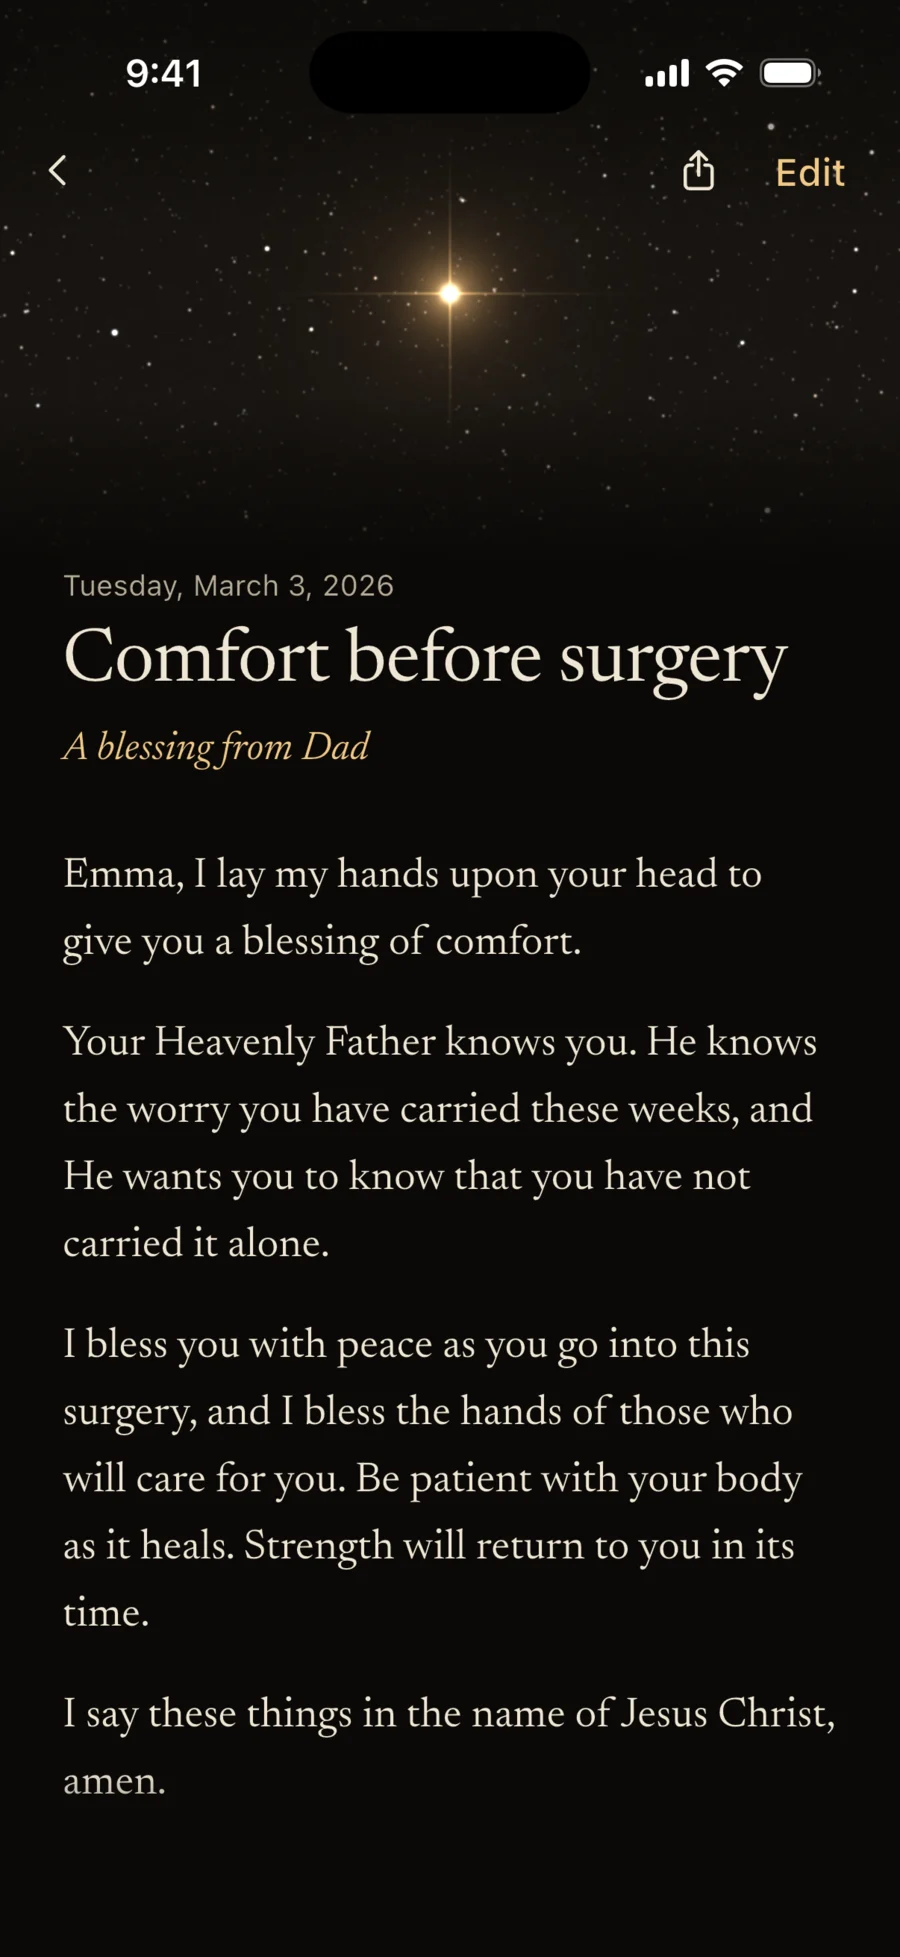 9:41
Edit
Tuesday, March 3, 2026
Comfort before surgery
A blessing from Dad
Emma, I lay my hands upon your head to
give you a blessing of comfort.
Your Heavenly Father knows you. He knows
the worry you have carried these weeks, and
He wants you to know that you have not
carried it alone.
I bless you with peace as you go into this
surgery, and I bless the hands of those who
will care for you. Be patient with your body
as it heals. Strength will return to you in its
time.
I say these things in the name of Jesus Christ,
amen.